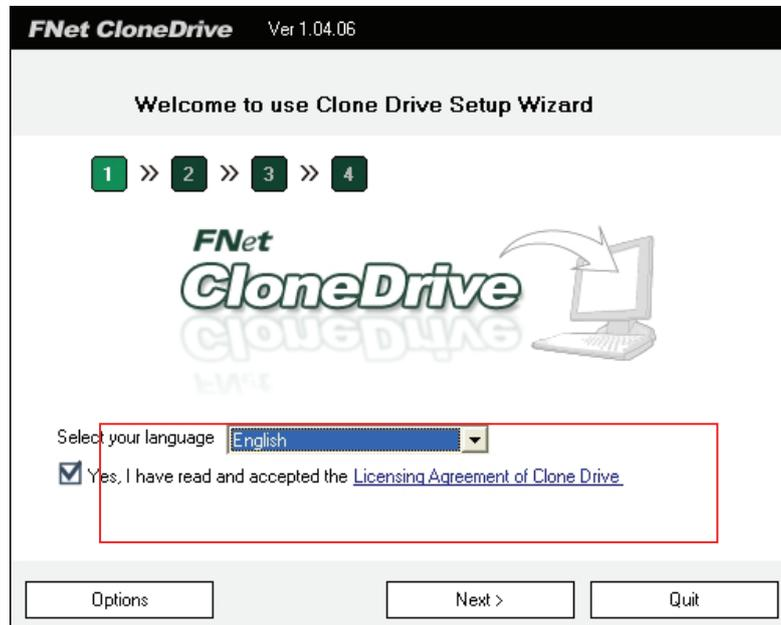 FNet CloneDrive Ver 1.04.06
Welcome to use Clone Drive Setup Wizard
1 » 2 » 3 » 4
FNet
CloneDrive
Select your language English
Yes, I have read and accepted the Licensing Agreement of Clone Drive
Options Next > Quit